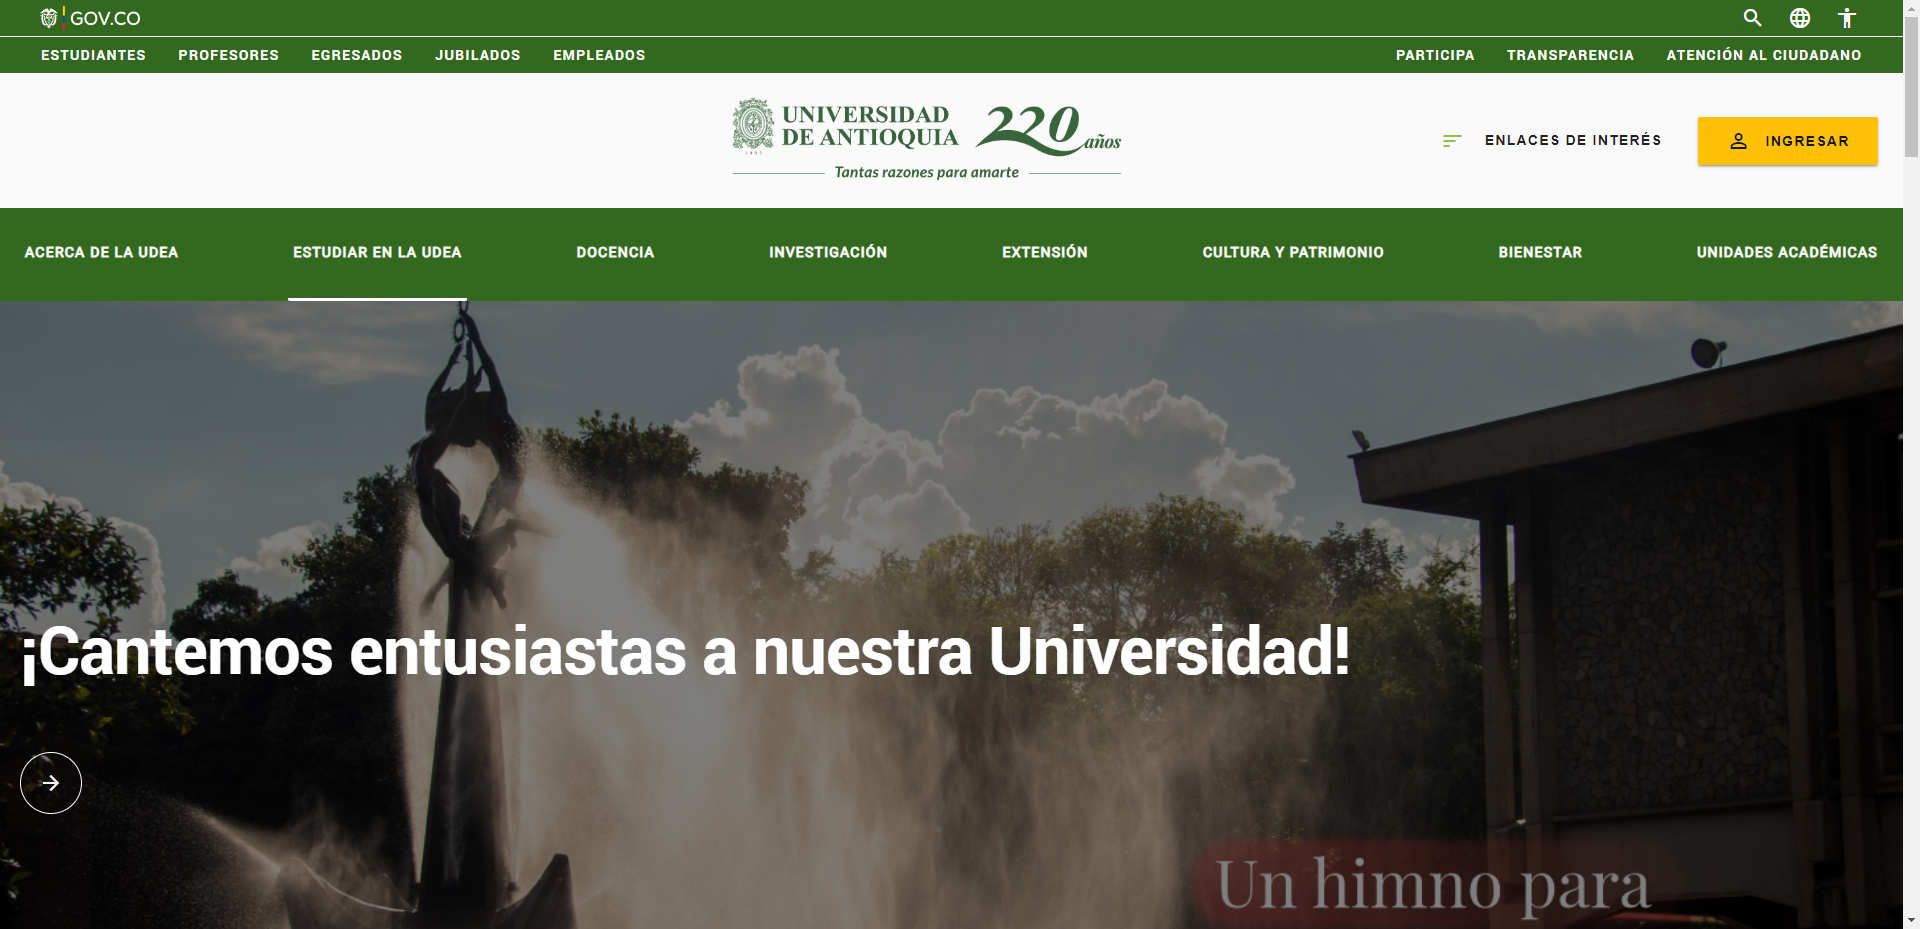 GOV.CO
ESTUDIANTES PROFESORES EGRESADOS JUBILADOS EMPLEADOS PARTICIPA TRANSPARENCIA ATENCIÓN AL CIUDADANO
UNIVERSIDAD
DE ANTIOQUIA
1803
220 años
Tantas razones para amarte
ENLACES DE INTERÉS
INGRESAR
ACERCA DE LA UDEA ESTUDIAR EN LA UDEA DOCENCIA INVESTIGACIÓN EXTENSIÓN CULTURA Y PATRIMONIO BIENESTAR UNIDADES ACADÉMICAS
¡Cantemos entusiastas a nuestra Universidad!
Un himno para